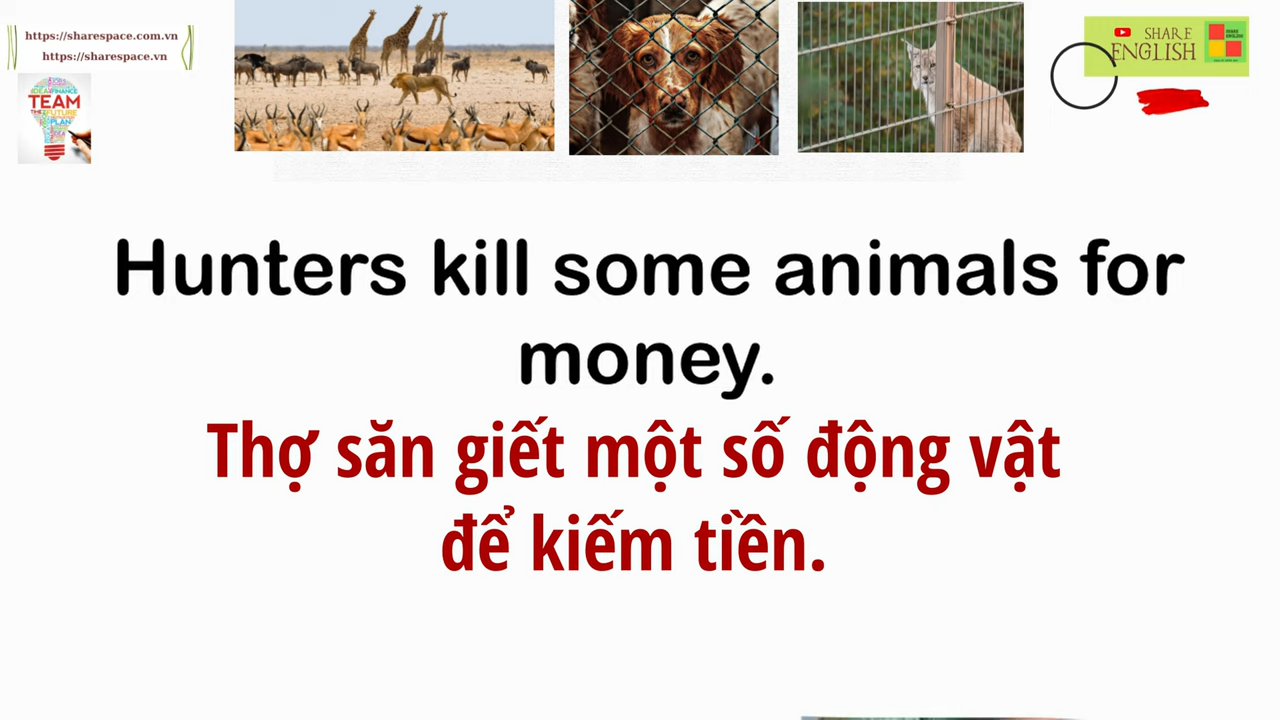 https://sharespace.com.vn
https://sharespace.vn
TEAM
PLAN
SHARE
ENGLISH
Hunters kill some animals for
money.
Thợ săn giết một số động vật
để kiếm tiền.